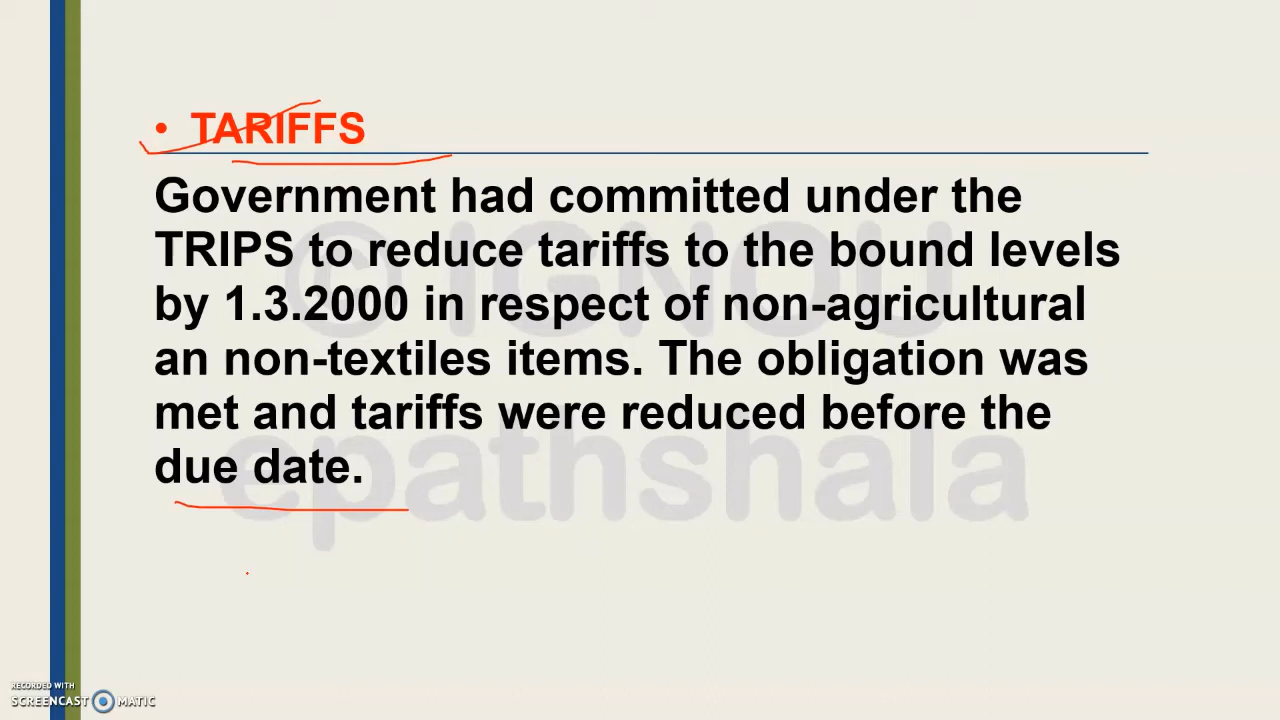 • TARIFFS
Government had committed under the
TRIPS to reduce tariffs to the bound levels
by 1.3.2000 in respect of non-agricultural
an non-textiles items. The obligation was
met and tariffs were reduced before the
due date.
© IGNOU
epathshala
RECORDED WITH
SCREENCAST MATIC